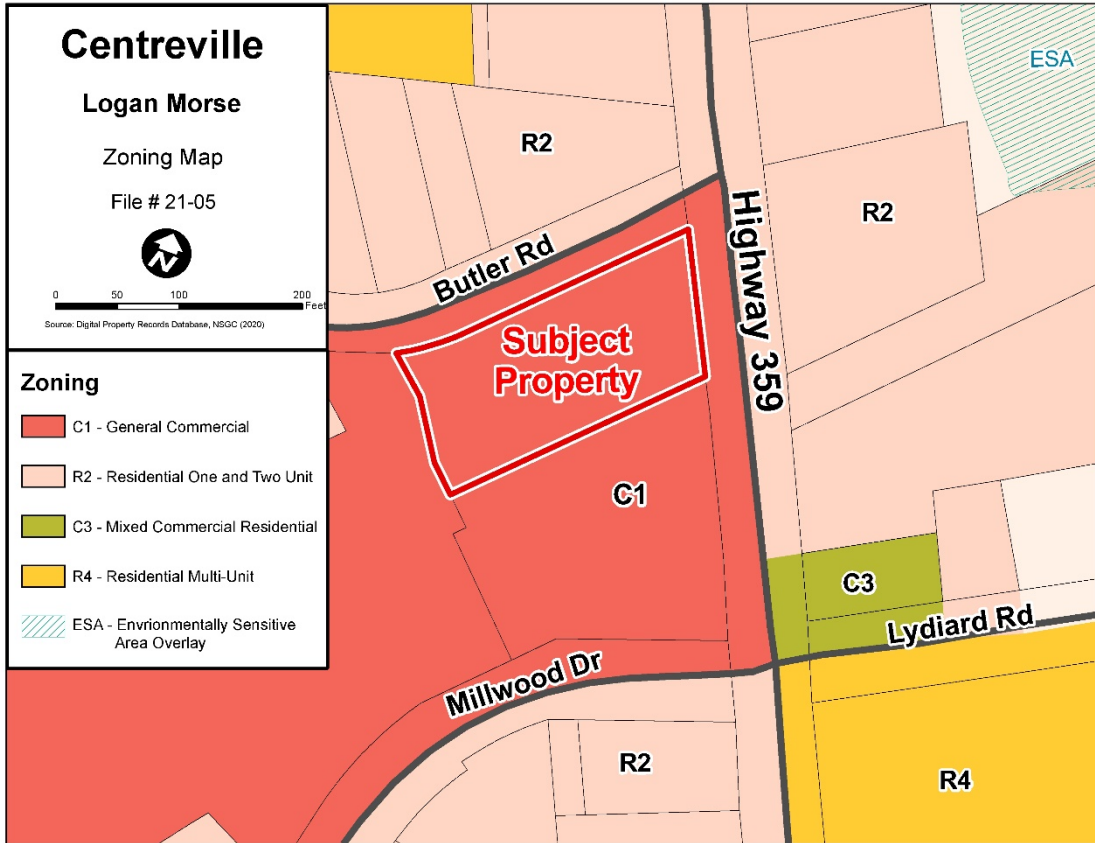 Centreville
Logan Morse
Zoning Map
File # 21-05
N
0 50 100 200
Feet
Source: Digital Property Records Database, NSGC (2020)
Zoning
C1 - General Commercial
R2 - Residential One and Two Unit
C3 - Mixed Commercial Residential
R4 - Residential Multi-Unit
ESA - Envrionmentally Sensitive
Area Overlay
ESA
R2
R2
Butler Rd
Highway 359
Subject
Property
C1
C3
Lydiard Rd
Millwood Dr
R2
R4